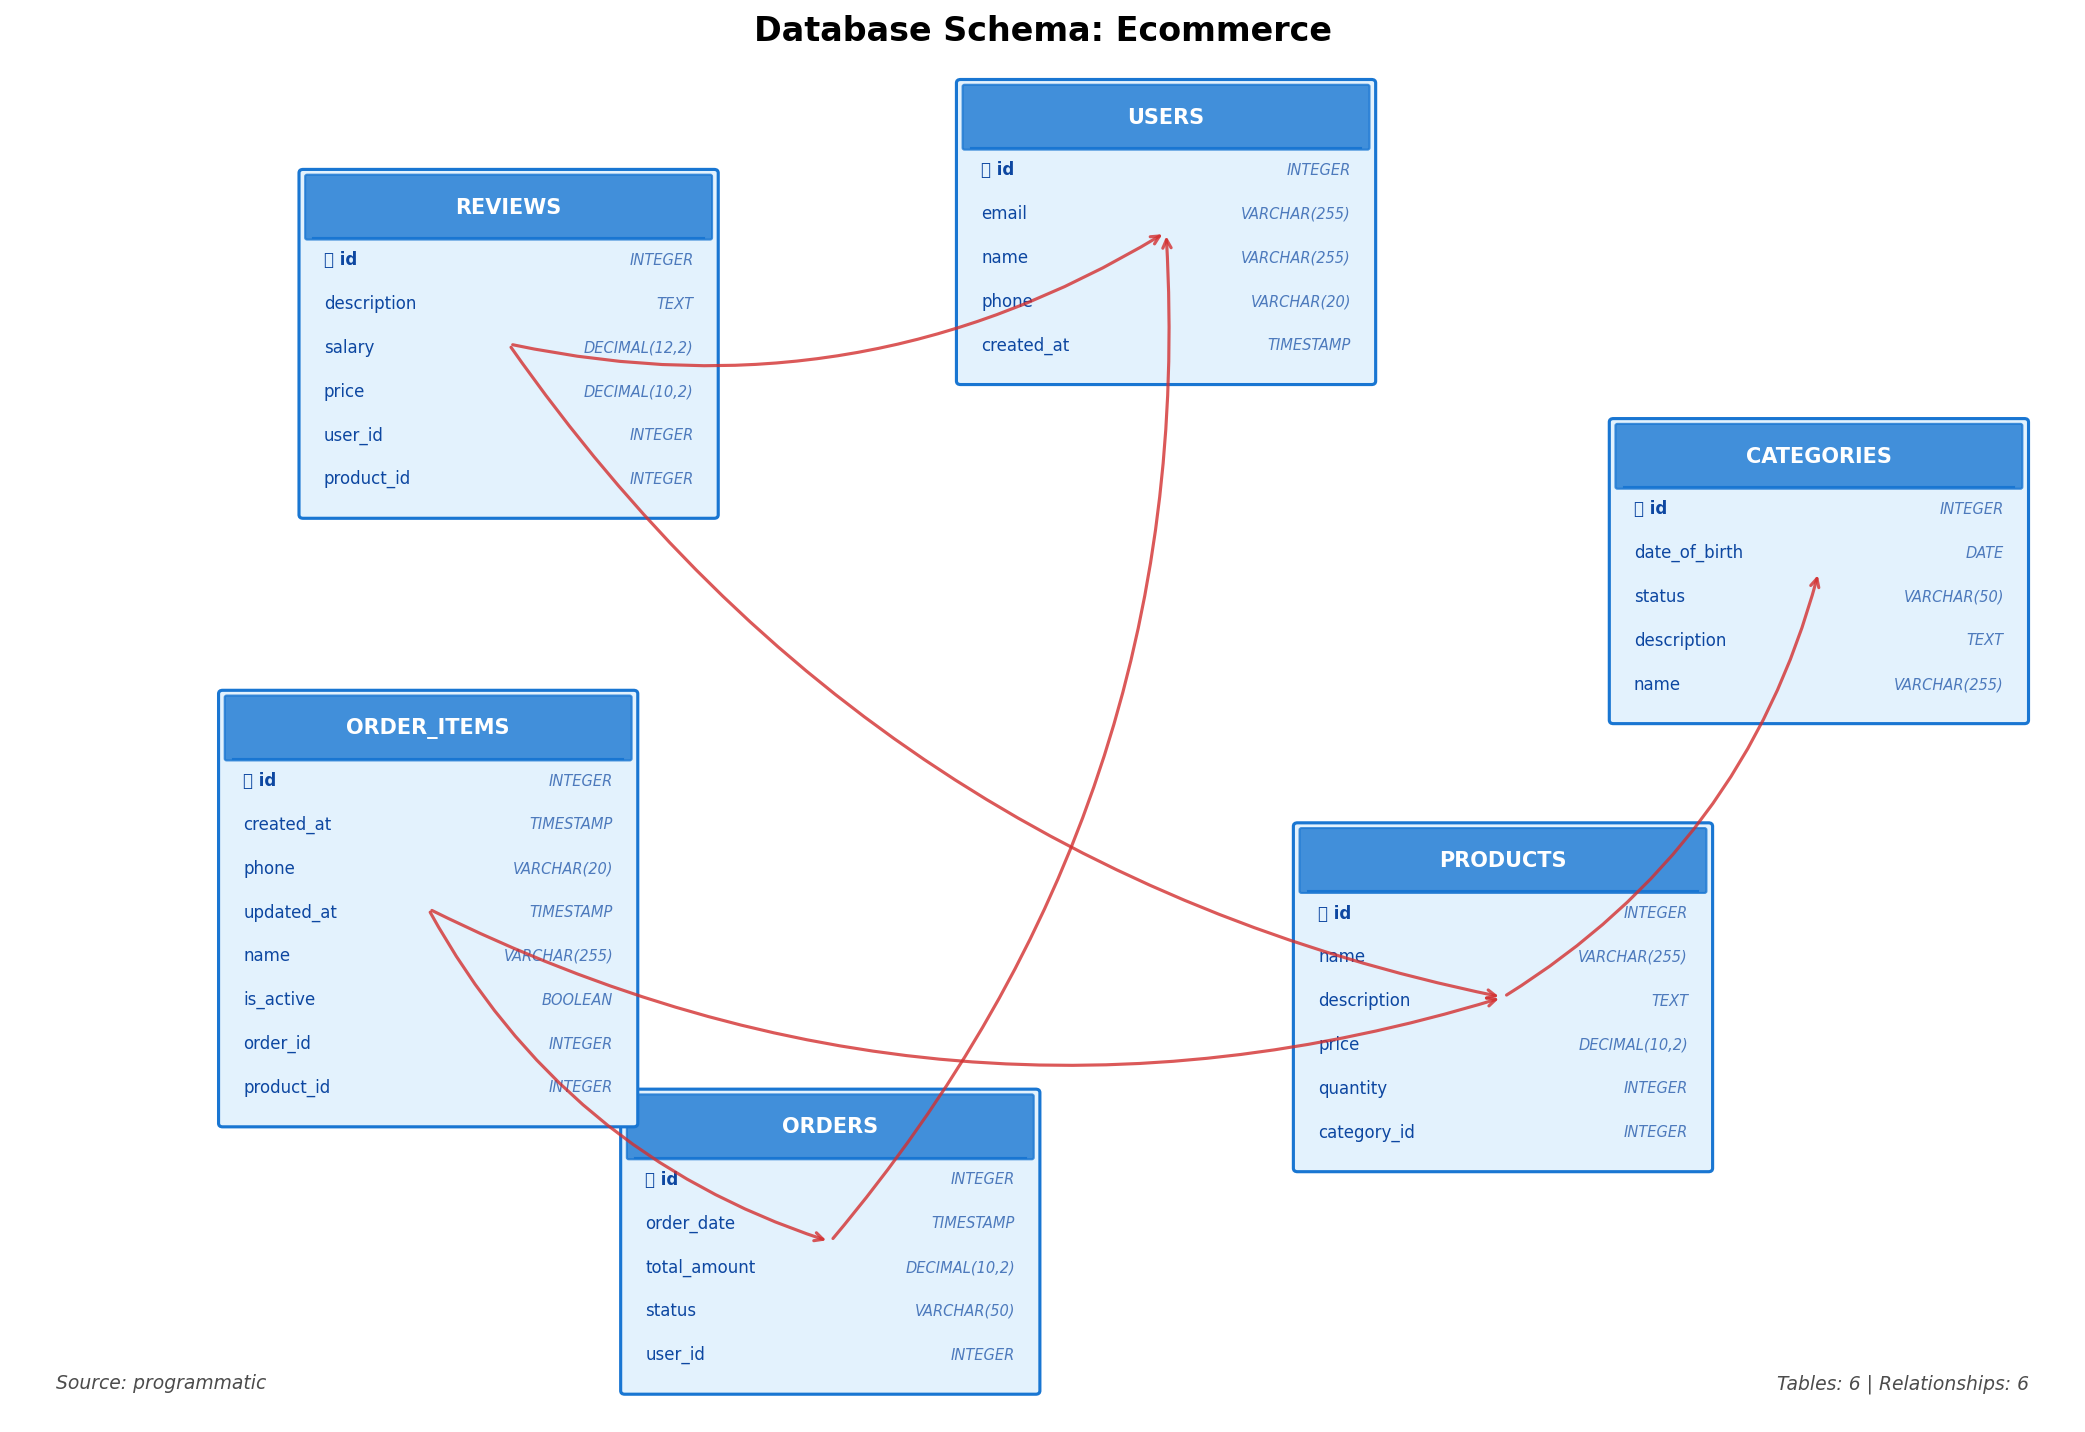 Database Schema: Ecommerce
USERS
id INTEGER
email VARCHAR(255)
name VARCHAR(255)
phone VARCHAR(20)
created_at TIMESTAMP
REVIEWS
id INTEGER
description TEXT
salary DECIMAL(12,2)
price DECIMAL(10,2)
user_id INTEGER
product_id INTEGER
CATEGORIES
id INTEGER
date_of_birth DATE
status VARCHAR(50)
description TEXT
name VARCHAR(255)
ORDER_ITEMS
id INTEGER
created_at TIMESTAMP
phone VARCHAR(20)
updated_at TIMESTAMP
name VARCHAR(255)
is_active BOOLEAN
order_id INTEGER
product_id INTEGER
PRODUCTS
id INTEGER
name VARCHAR(255)
description TEXT
price DECIMAL(10,2)
quantity INTEGER
category_id INTEGER
ORDERS
id INTEGER
order_date TIMESTAMP
total_amount DECIMAL(10,2)
status VARCHAR(50)
user_id INTEGER
Source: programmatic
Tables: 6 | Relationships: 6